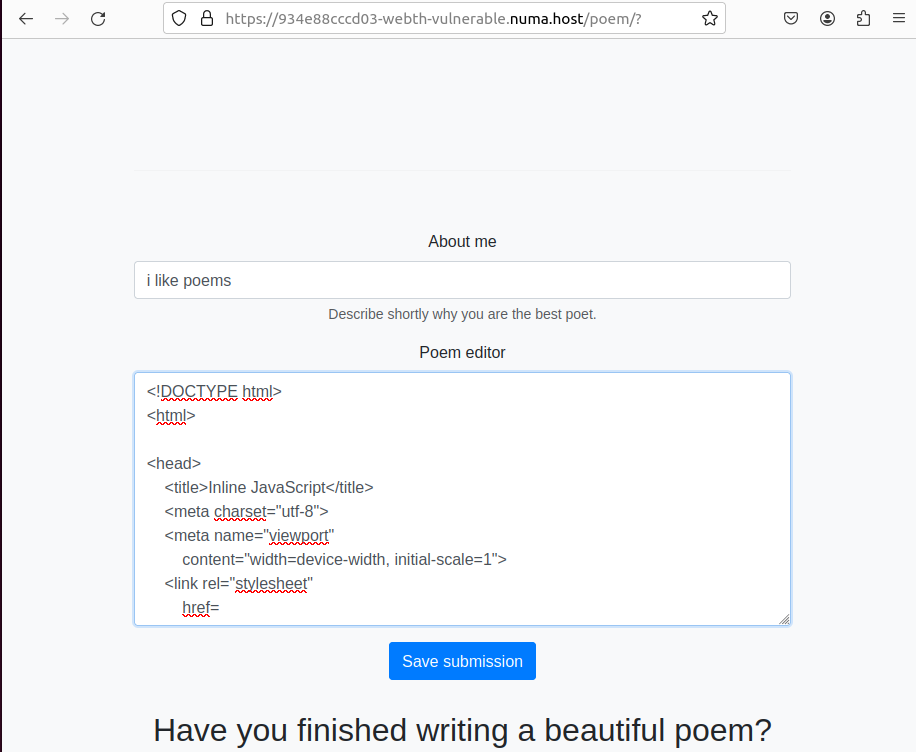 https://934e88cccd03-webth-vulnerable.numa.host/poem/?
About me
i like poems
Describe shortly why you are the best poet.
Poem editor
<!DOCTYPE html>
<html>
<head>
<title>Inline JavaScript</title>
<meta charset="utf-8">
<meta name="viewport"
content="width=device-width, initial-scale=1">
<link rel="stylesheet"
href=
Save submission
Have you finished writing a beautiful poem?